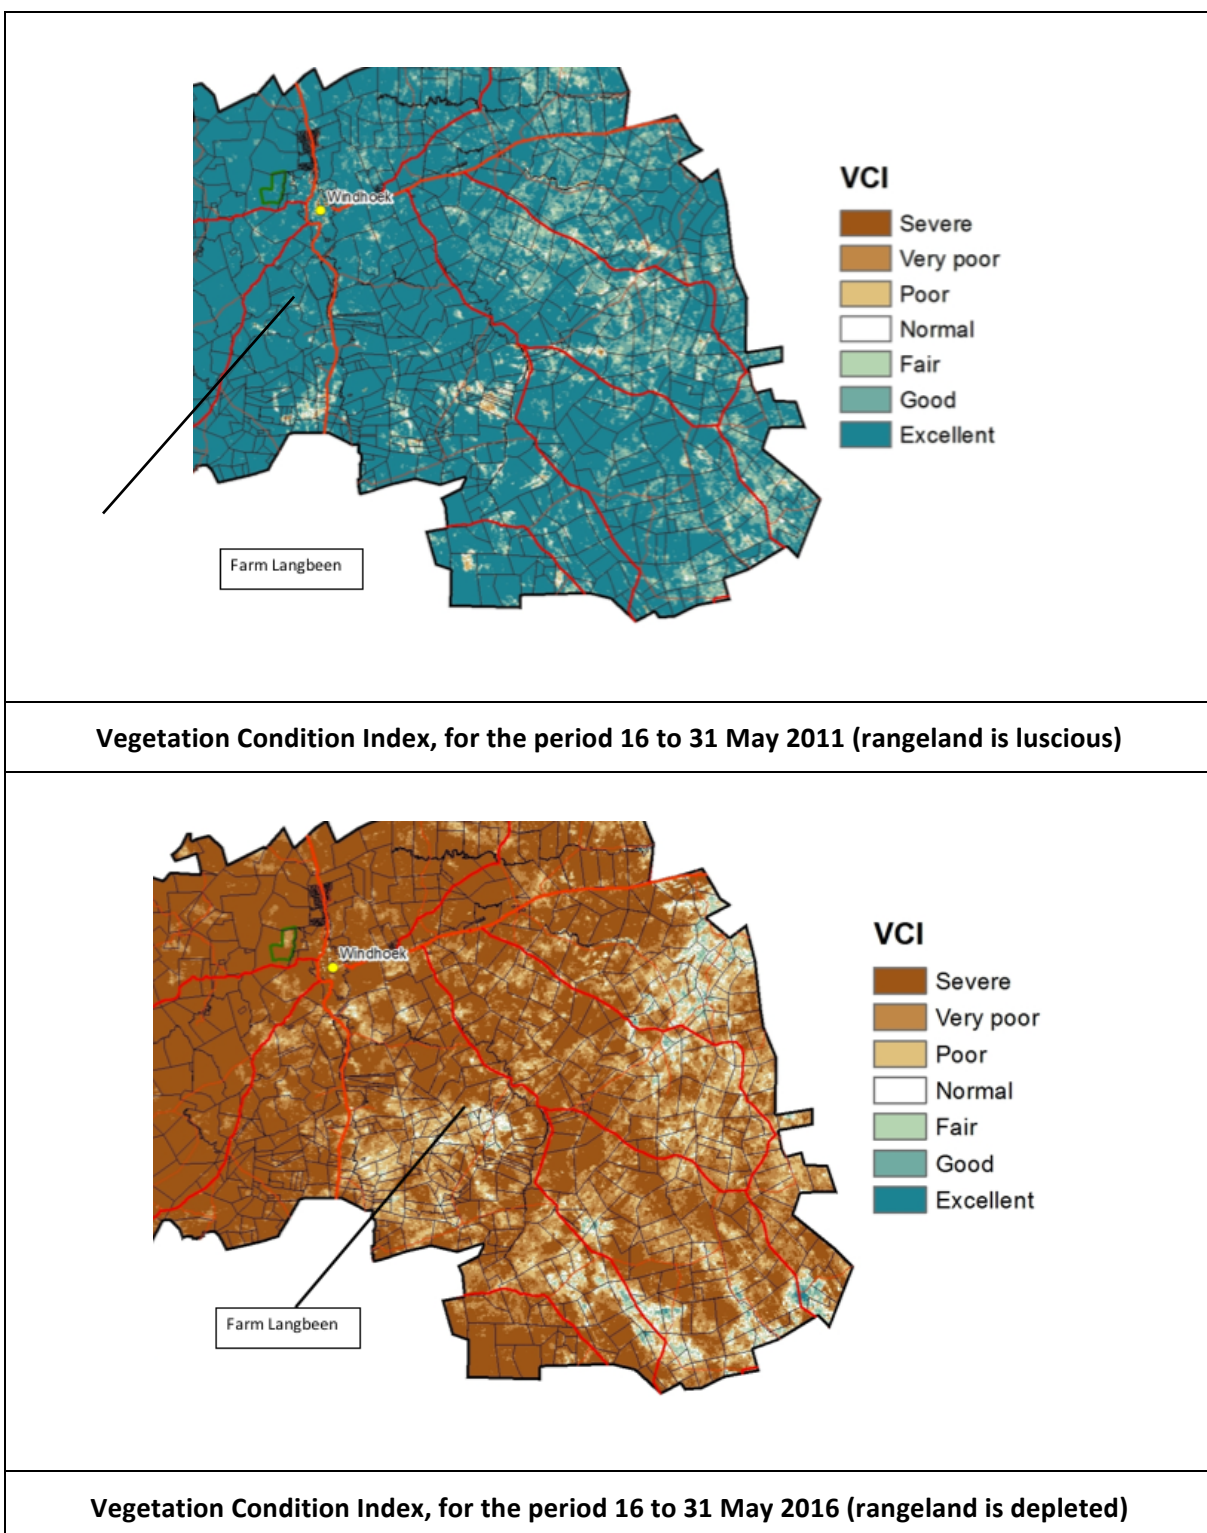 Windhoek
VCI
Severe
Very poor
Poor
Normal
Fair
Good
Excellent
Farm Langbeen
Vegetation Condition Index, for the period 16 to 31 May 2011 (rangeland is luscious)
Windhoek
VCI
Severe
Very poor
Poor
Normal
Fair
Good
Excellent
Farm Langbeen
Vegetation Condition Index, for the period 16 to 31 May 2016 (rangeland is depleted)